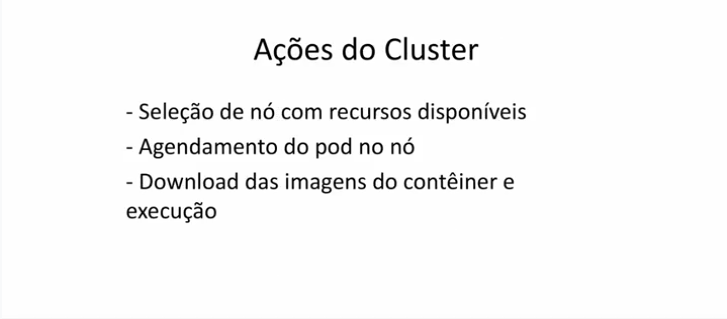 Ações do Cluster
- Seleção de nó com recursos disponíveis
- Agendamento do pod no nó
- Download das imagens do contêiner e
execução